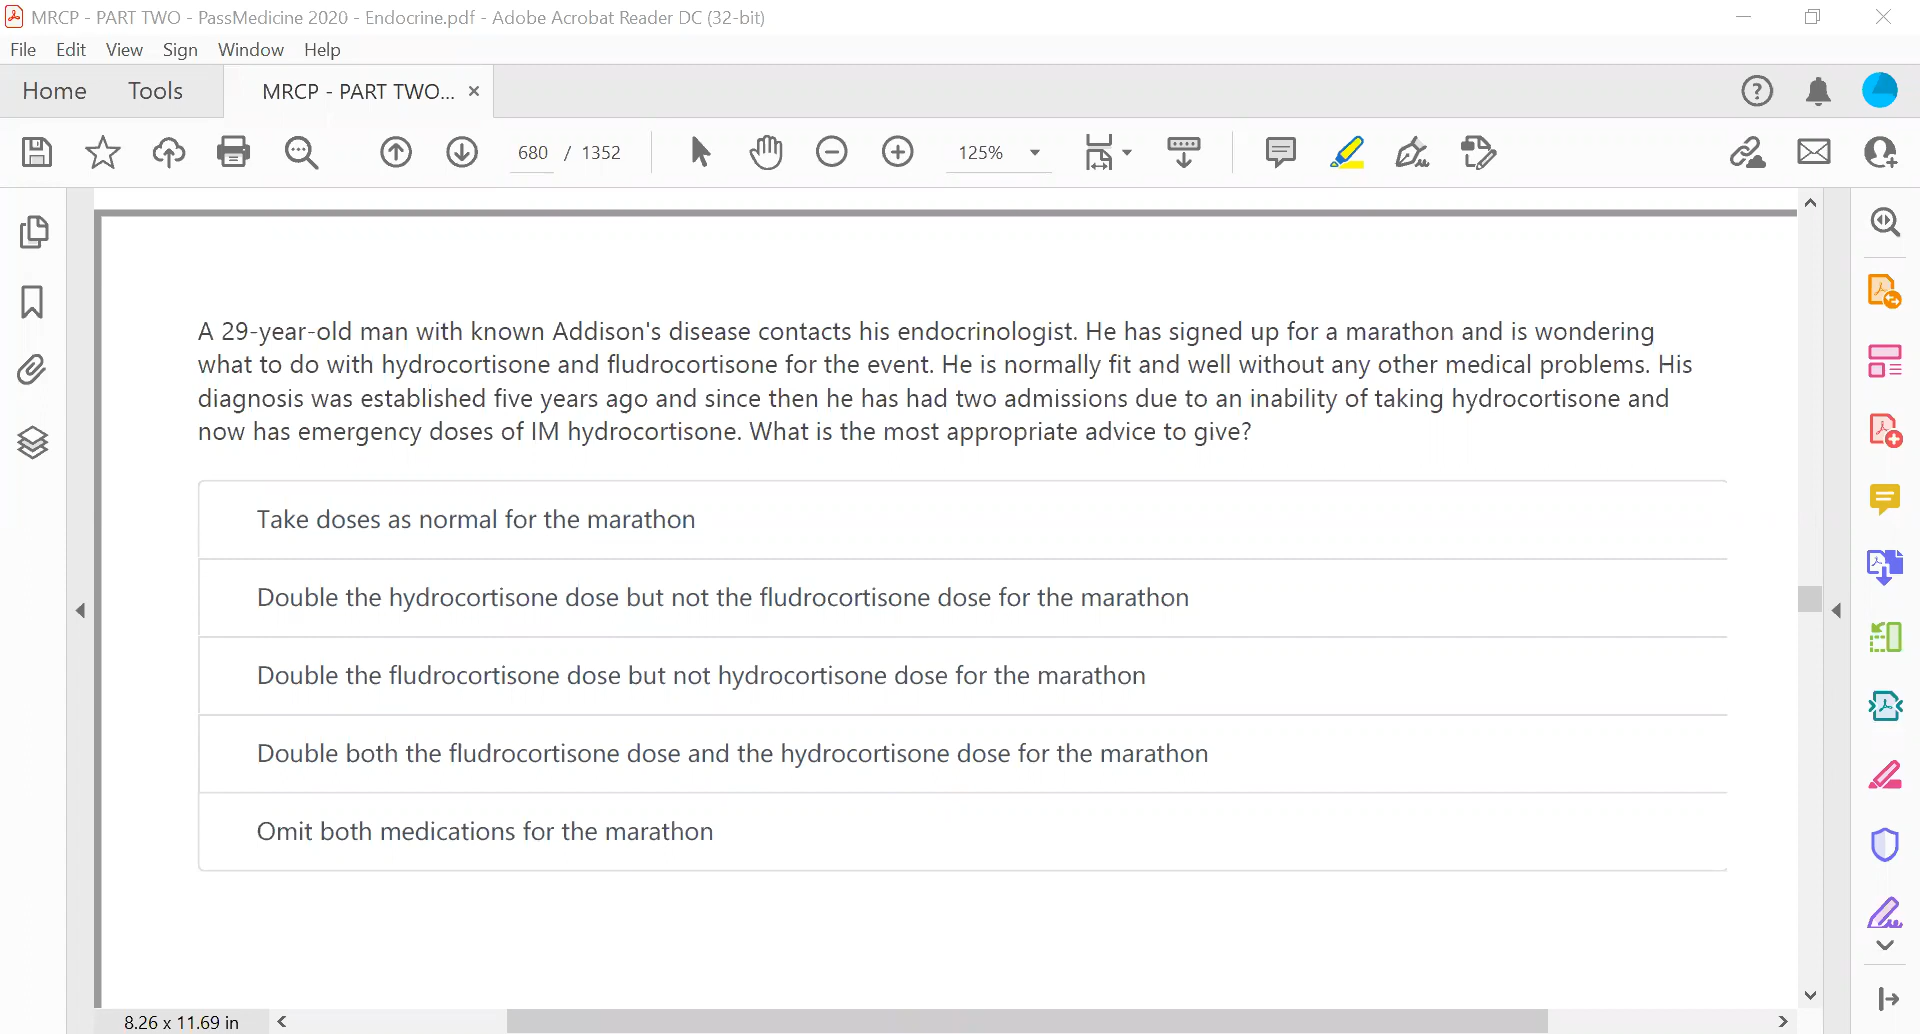 MRCP - PART TWO - PassMedicine 2020 - Endocrine.pdf - Adobe Acrobat Reader DC (32-bit)
File Edit View Sign Window Help
Home Tools MRCP - PART TWO... ×
680 / 1352 125%
A 29-year-old man with known Addison's disease contacts his endocrinologist. He has signed up for a marathon and is wondering
what to do with hydrocortisone and fludrocortisone for the event. He is normally fit and well without any other medical problems. His
diagnosis was established five years ago and since then he has had two admissions due to an inability of taking hydrocortisone and
now has emergency doses of IM hydrocortisone. What is the most appropriate advice to give?
Take doses as normal for the marathon
Double the hydrocortisone dose but not the fludrocortisone dose for the marathon
Double the fludrocortisone dose but not hydrocortisone dose for the marathon
Double both the fludrocortisone dose and the hydrocortisone dose for the marathon
Omit both medications for the marathon
8.26 x 11.69 in